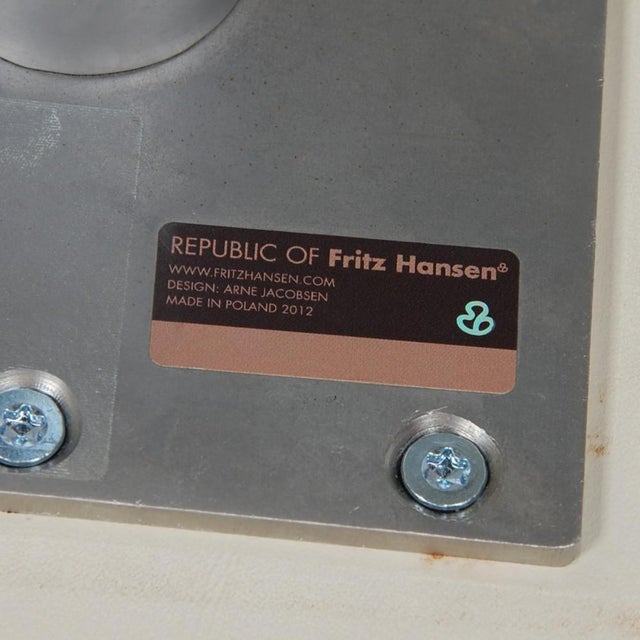 REPUBLIC OF Fritz Hansen
WWW.FRITZHANSEN.COM
DESIGN: ARNE JACOBSEN
MADE IN POLAND 2012